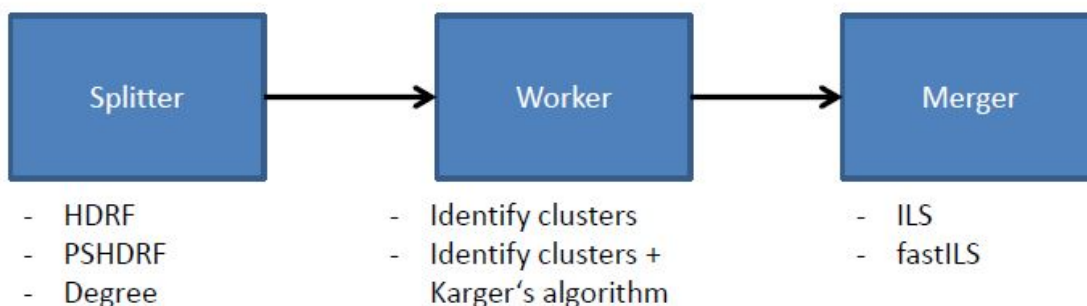 Splitter
Worker
Merger
- HDRF
- PSHDRF
- Degree
- Identify clusters
- Identify clusters +
Karger‘s algorithm
- ILS
- fastILS